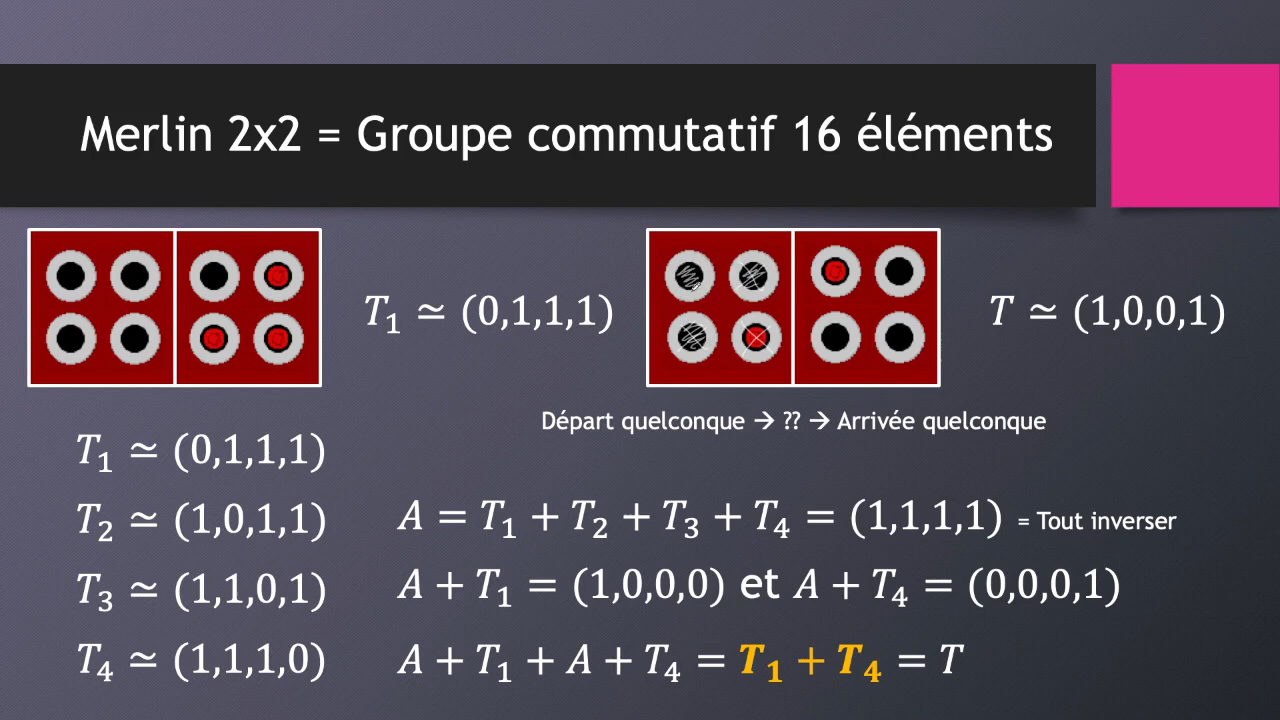 Merlin 2x2 = Groupe commutatif 16 éléments
T₁ ≃ (0,1,1,1)
T ≃ (1,0,0,1)
Départ quelconque → ?? → Arrivée quelconque
T₁ ≃ (0,1,1,1)
T₂ ≃ (1,0,1,1)
T₃ ≃ (1,1,0,1)
T₄ ≃ (1,1,1,0)
A = T₁ + T₂ + T₃ + T₄ = (1,1,1,1) = Tout inverser
A + T₁ = (1,0,0,0) et A + T₄ = (0,0,0,1)
A + T₁ + A + T₄ = T₁ + T₄ = T